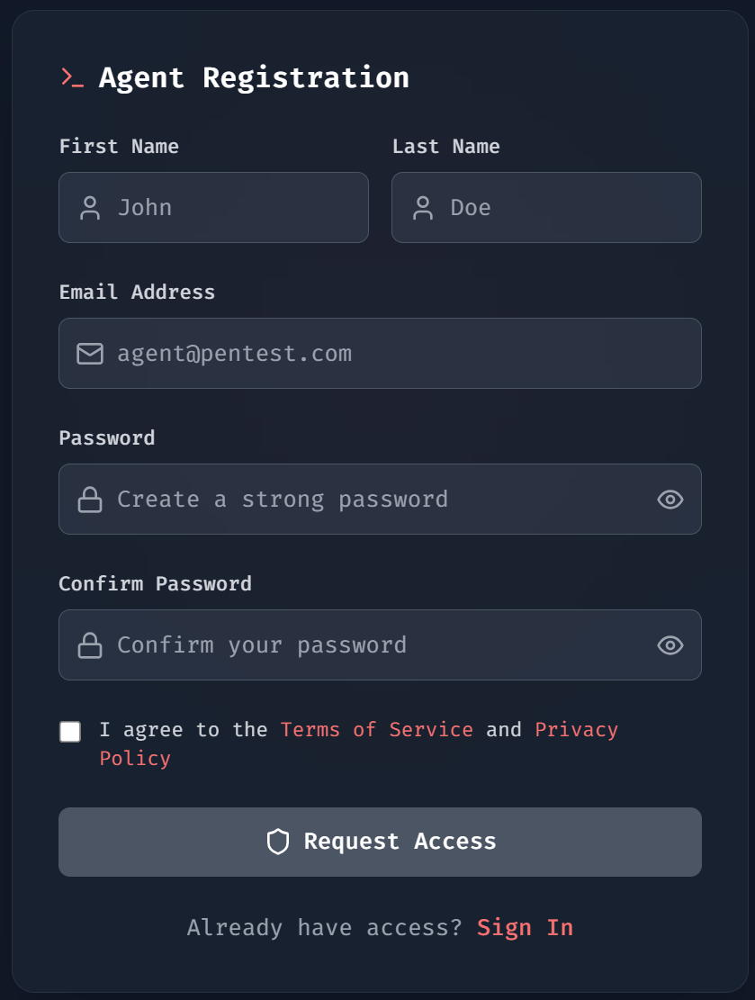 Agent Registration
First Name
Last Name
John
Doe
Email Address
agent@pentest.com
Password
Create a strong password
Confirm Password
Confirm your password
I agree to the Terms of Service and Privacy
Policy
Request Access
Already have access? Sign In